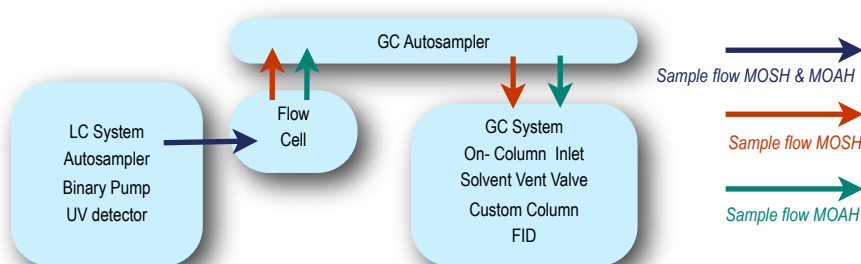 GC Autosampler
LC System
Autosampler
Binary Pump
UV detector
Flow
Cell
GC System
On- Column Inlet
Solvent Vent Valve
Custom Column
FID
Sample flow MOSH & MOAH
Sample flow MOSH
Sample flow MOAH